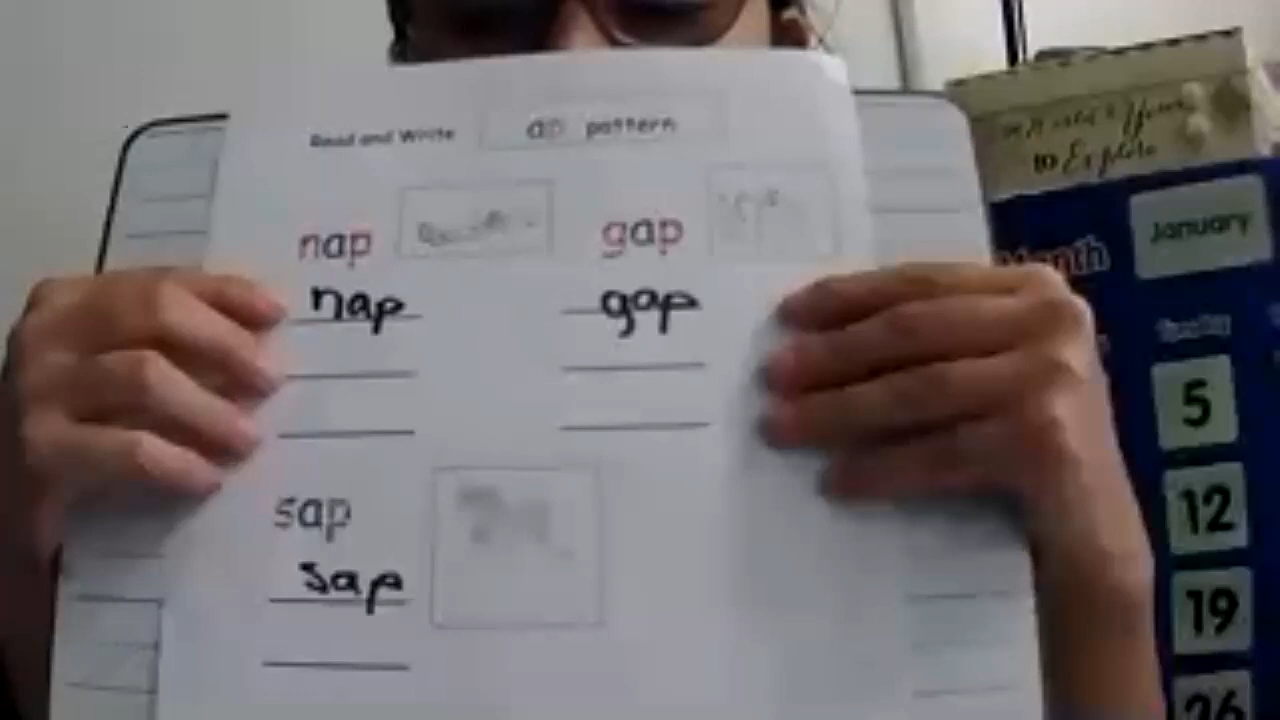 Read and Write
ap pattern
nap
gap
nap
gap
sap
sap
to Explore
Month
January
Tuesday
5
12
19
26